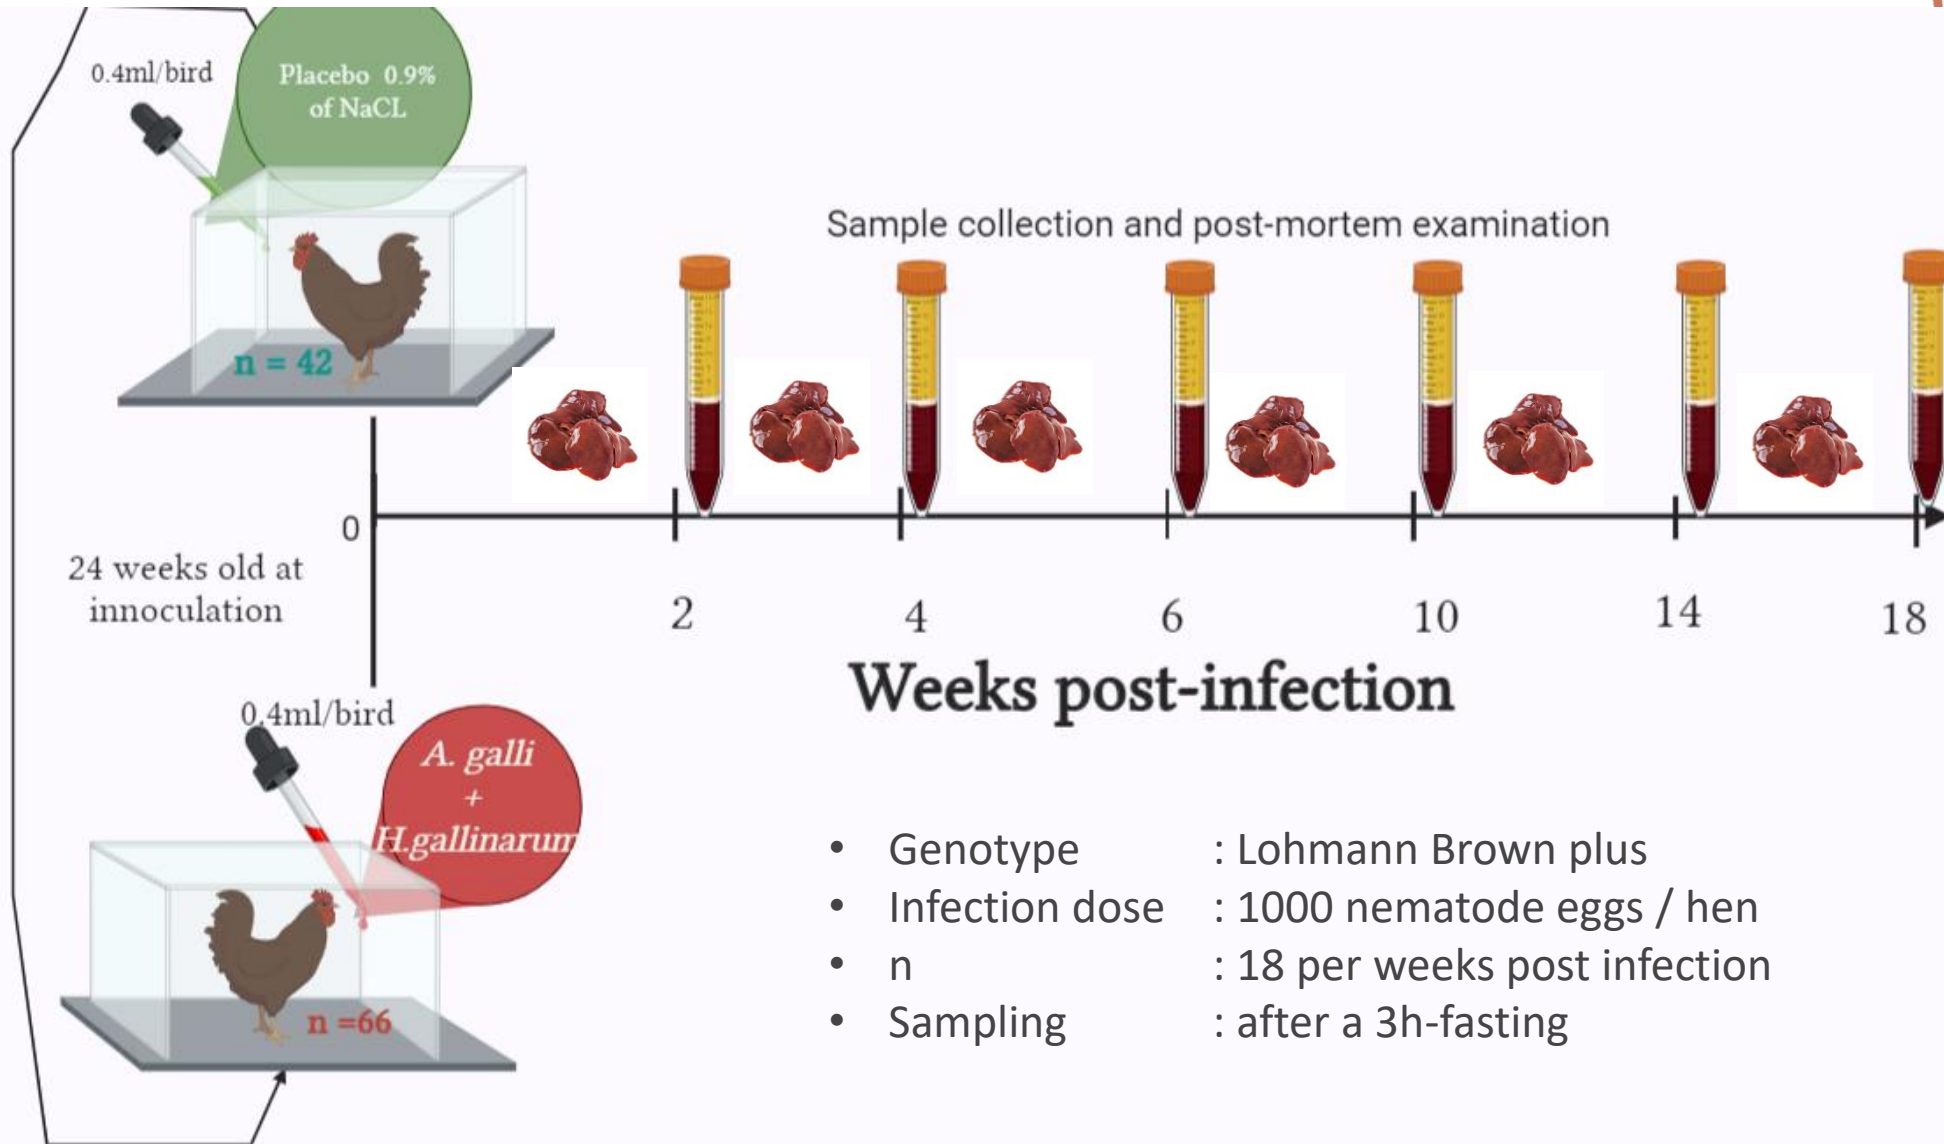 0.4ml/bird
Placebo 0.9%
of NaCL
n = 42
Sample collection and post-mortem examination
0
24 weeks old at
innoculation
2 4 6 10 14 18
Weeks post-infection
0.4ml/bird
A. galli
+
H.gallinarum
n =66
• Genotype : Lohmann Brown plus
• Infection dose : 1000 nematode eggs / hen
• n : 18 per weeks post infection
• Sampling : after a 3h-fasting